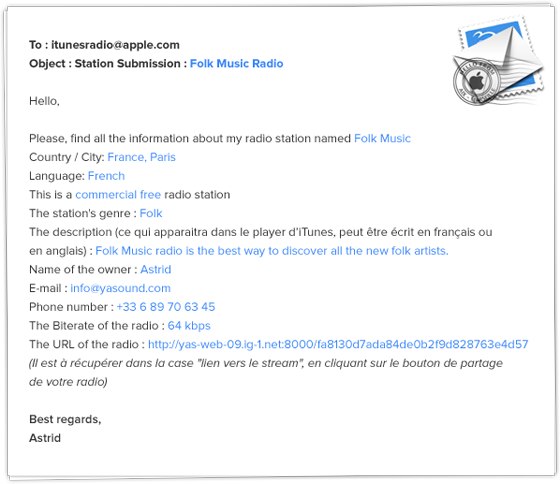 To : itunesradio@apple.com
Object : Station Submission : Folk Music Radio
Hello,
Please, find all the information about my radio station named Folk Music
Country / City: France, Paris
Language: French
This is a commercial free radio station
The station's genre : Folk
The description (ce qui apparaitra dans le player d'iTunes, peut être écrit en français ou
en anglais) : Folk Music radio is the best way to discover all the new folk artists.
Name of the owner : Astrid
E-mail : info@yasound.com
Phone number : +33 6 89 70 63 45
The Biterate of the radio : 64 kbps
The URL of the radio : http://yas-web-09.ig-1.net:8000/fa8130d7ada84de0b2f9d828763e4d57
(Il est à récupérer dans la case "lien vers le stream", en cliquant sur le bouton de partage
de votre radio)
Best regards,
Astrid